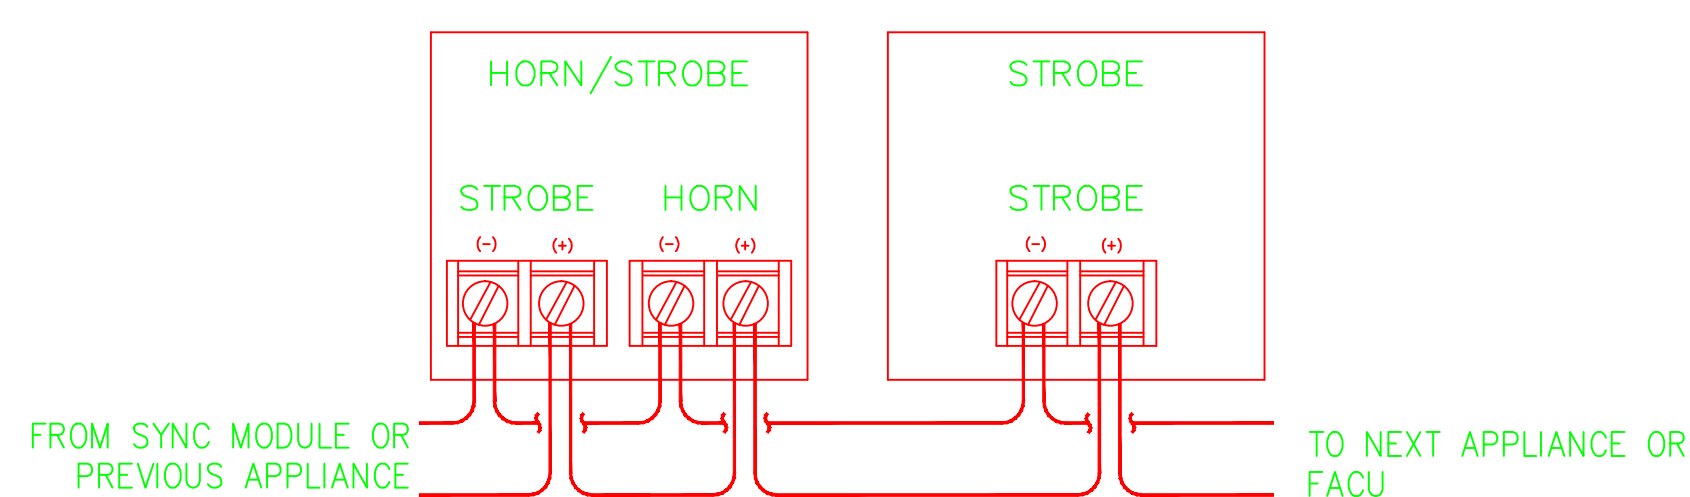 HORN/STROBE
STROBE
STROBE HORN
STROBE
(-) (+) (-) (+)
(-) (+)
FROM SYNC MODULE OR
PREVIOUS APPLIANCE
TO NEXT APPLIANCE OR
FACU